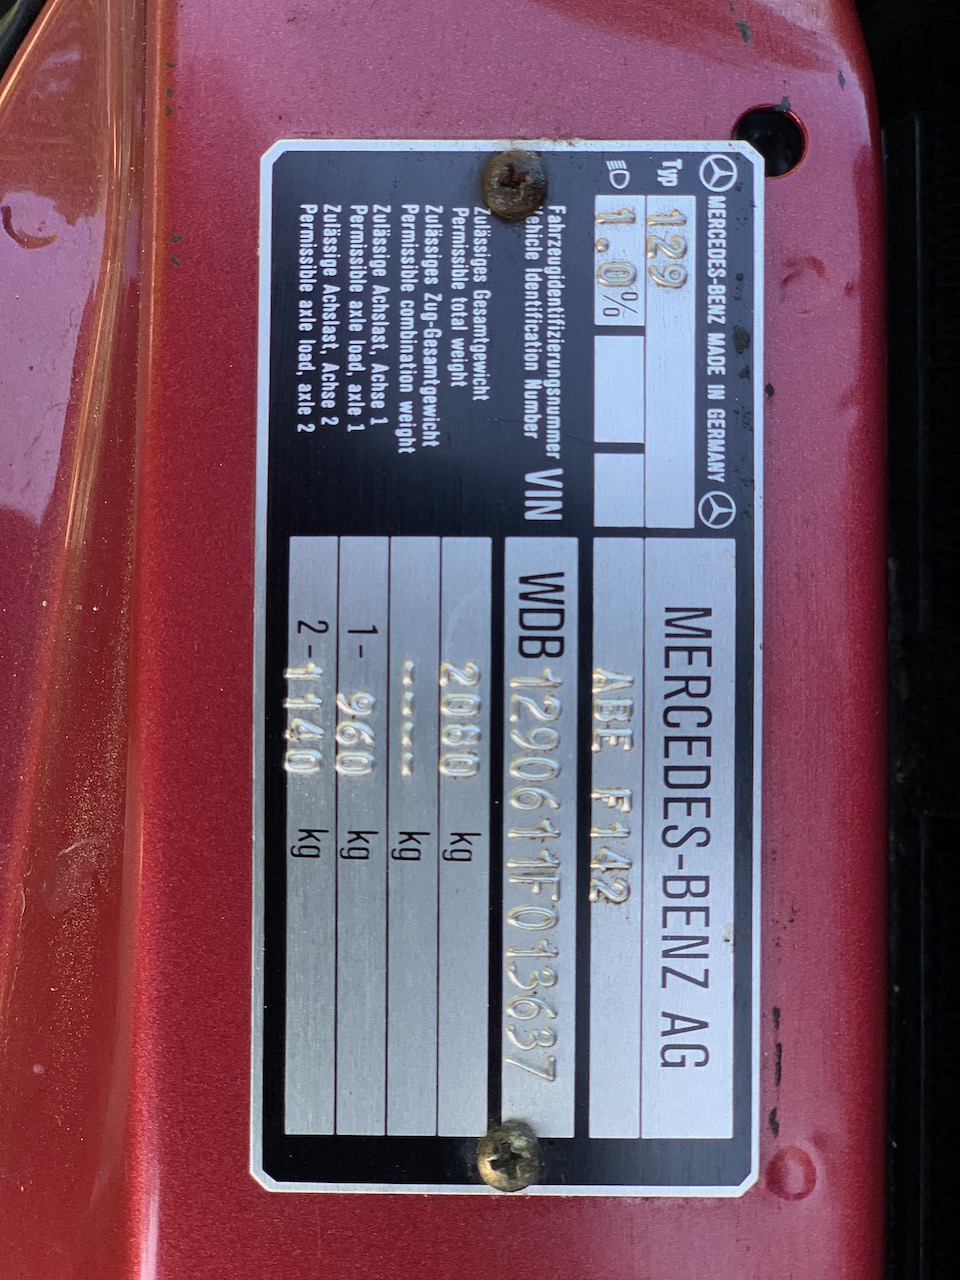 MERCEDES-BENZ MADE IN GERMANY
Typ 129
1.0%
MERCEDES-BENZ AG
ABE F142
Fahrzeugidentifizierungsnummer
Vehicle Identification Number
VIN WDB1290611F013637
Zulässiges Gesamtgewicht
Permissible total weight
2080 kg
Zulässiges Zug-Gesamtgewicht
Permissible combination weight
---- kg
Zulässige Achslast, Achse 1
Permissible axle load, axle 1
1- 960 kg
Zulässige Achslast, Achse 2
Permissible axle load, axle 2
2-1140 kg